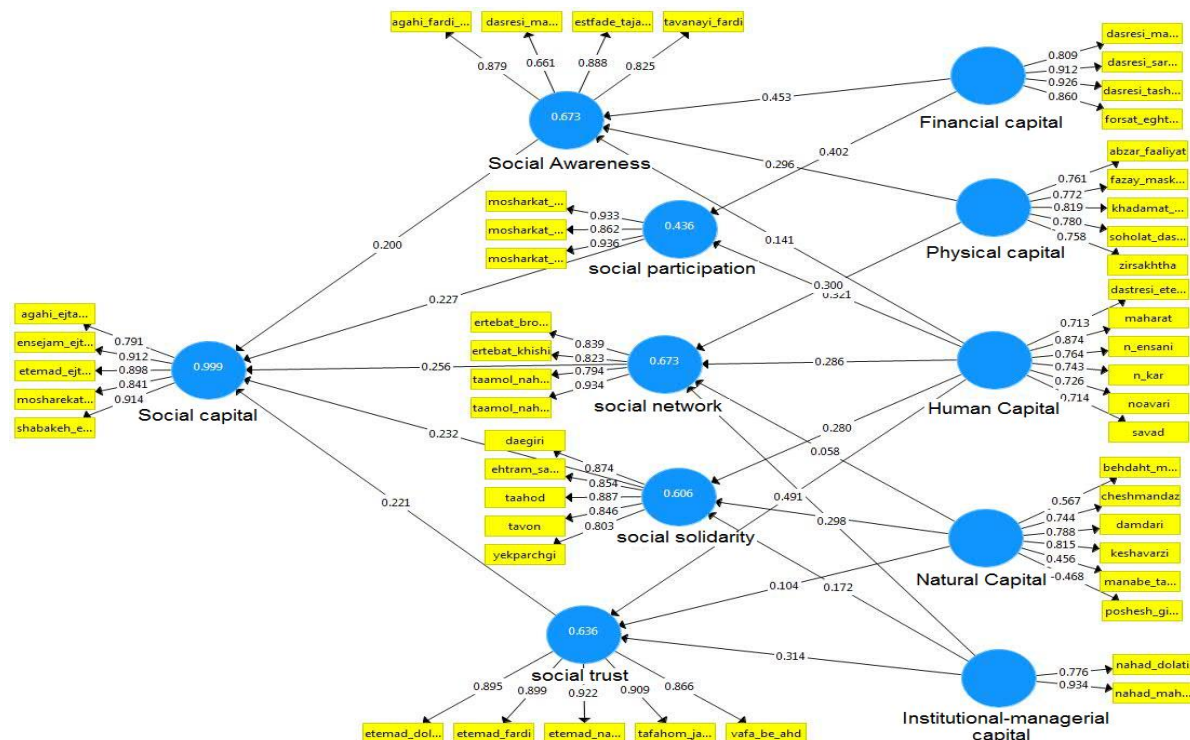 agahi_fardi_...
dasresi_ma...
estfade_taja...
tavanayi_fardi
0.879
0.661
0.888
0.825
0.673
Social Awareness
dasresi_ma...
dasresi_sar...
dasresi_tash...
forsat_eght...
0.809
0.912
0.926
0.860
Financial capital
0.453
0.402
0.296
0.141
abzar_faaliyat
fazay_mask...
khadamat_...
soholat_das...
zirsakhtha
0.761
0.772
0.819
0.780
0.758
Physical capital
mosharkat_...
mosharkat_...
mosharkat_...
0.933
0.862
0.936
0.436
social participation
0.200
0.227
0.300
0.321
agahi_ejta...
ensejam_ejt...
etemad_ejt...
mosharekat...
shabakeh_e...
0.791
0.912
0.898
0.841
0.914
0.999
Social capital
ertebat_bro...
ertebat_khishi
taamol_nah...
taamol_nah...
0.839
0.823
0.794
0.934
0.673
social network
0.256
0.286
dastresi_ete...
maharat
n_ensani
n_kar
noavari
savad
0.713
0.874
0.764
0.743
0.726
0.714
Human Capital
0.232
0.280
0.058
daegiri
ehtram_sa...
taahod
tavon
yekparchgi
0.874
0.854
0.887
0.846
0.803
0.606
social solidarity
0.221
0.491
0.298
behdaht_m...
cheshmandaz
damdari
keshavarzi
manabe_ta...
poshesh_gi...
0.567
0.744
0.788
0.815
0.456
-0.468
Natural Capital
0.104
0.172
0.314
0.636
social trust
0.895
0.899
0.922
0.909
0.866
etemad_dol...
etemad_fardi
etemad_na...
tafahom_ja...
vafa_be_ahd
nahad_dolati
nahad_mah...
0.776
0.934
Institutional-managerial
capital